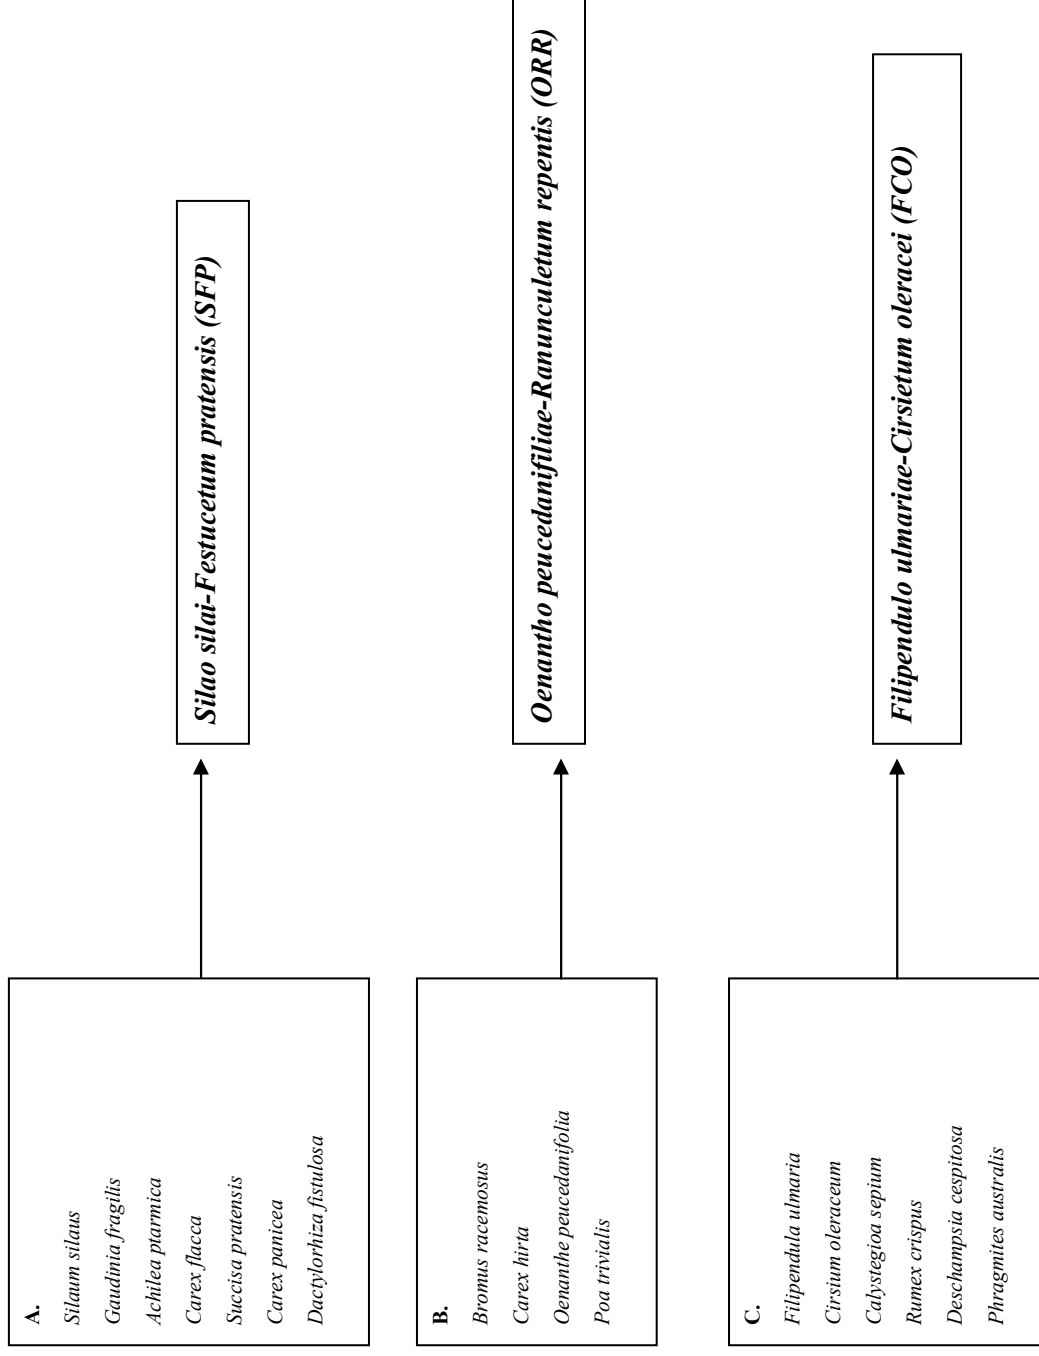 A.
Silaum silaus
Gaudinia fragilis
Achilea ptarmica
Carex flacca
Succisa pratensis
Carex panicea
Dactylorhiza fistulosa
Silao silai-Festucetum pratensis (SFP)
B.
Bromus racemosus
Carex hirta
Oenanthe peucedanifolia
Poa trivialis
Oenantho peucedanifiliae-Ranunculetum repentis (ORR)
C.
Filipendula ulmaria
Cirsium oleraceum
Calystegioa sepium
Rumex crispus
Deschampsia cespitosa
Phragmites australis
Filipendulo ulmariae-Cirsietum oleracei (FCO)